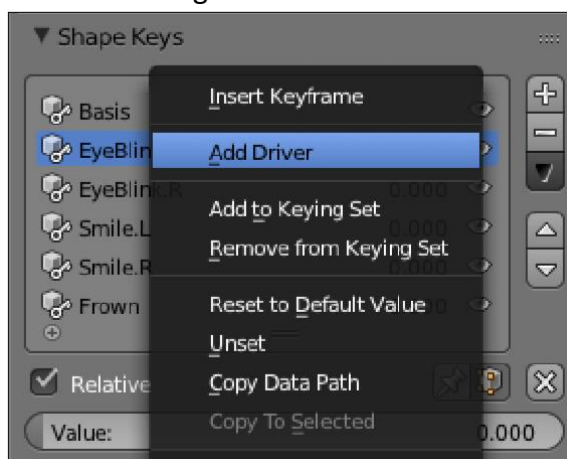 Shape Keys
Insert Keyframe
Basis
EyeBlin
Add Driver
EyeBlink.R 0.000
Add to Keying Set
Smile.L 0.000
Remove from Keying Set
Smile.R
Reset to Default Value
Frown
Unset
Relative
Copy Data Path
Copy To Selected
Value: 0.000